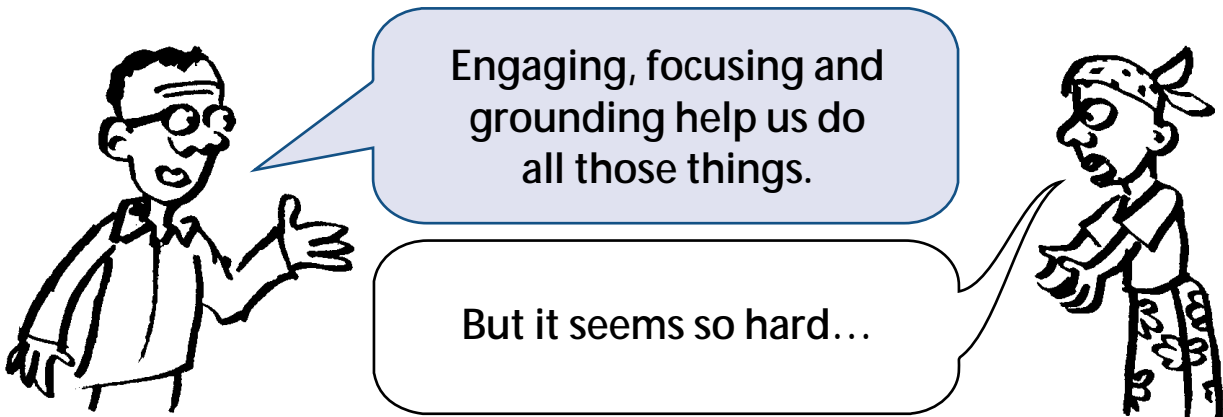 Engaging, focusing and
grounding help us do
all those things.
But it seems so hard…